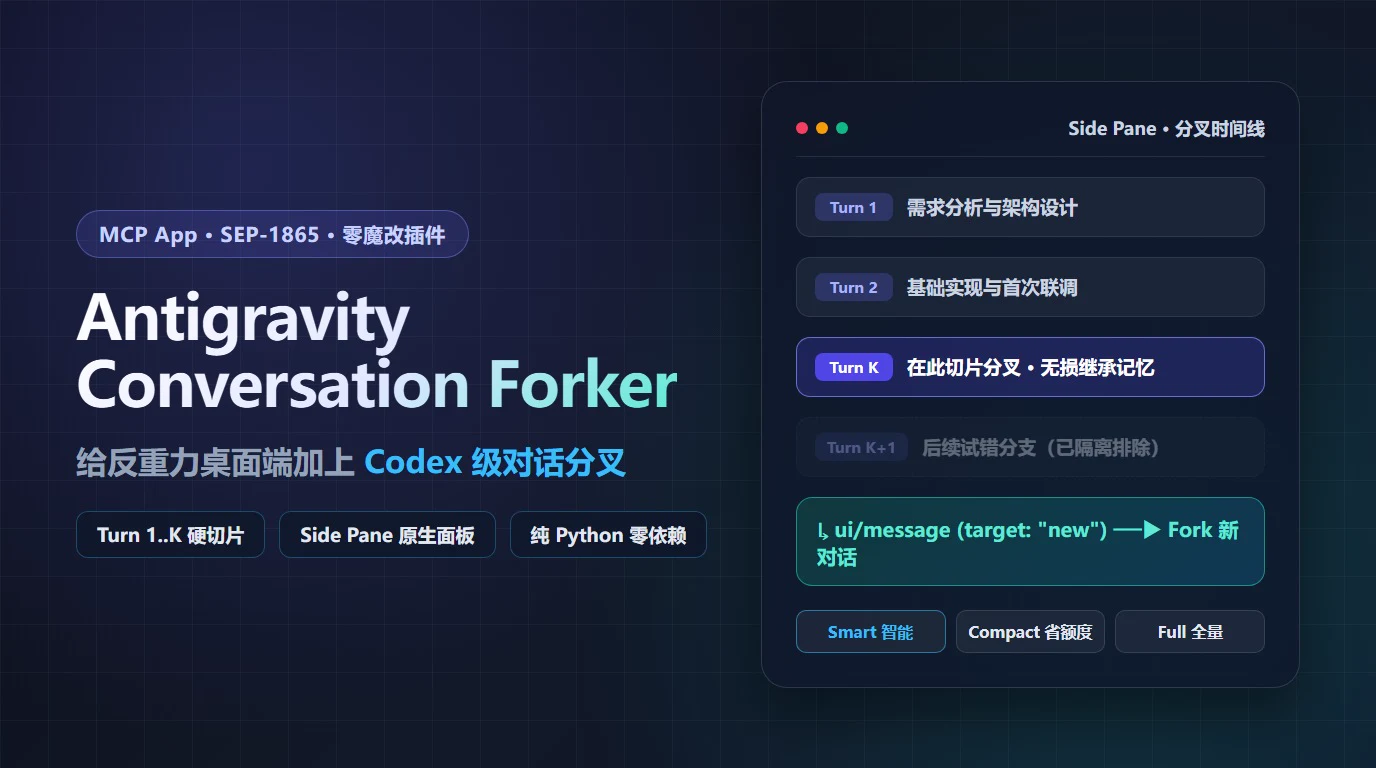 MCP App • SEP-1865 • 零魔改插件
Antigravity
Conversation Forker
给反重力桌面端加上 Codex 级对话分叉
Turn 1..K 硬切片
Side Pane 原生面板
纯 Python 零依赖
Side Pane • 分叉时间线
Turn 1 需求分析与架构设计
Turn 2 基础实现与首次联调
Turn K 在此切片分叉 • 无损继承记忆
Turn K+1 后续试错分支（已隔离排除）
↳ ui/message (target: "new") ──▶ Fork 新
对话
Smart 智能
Compact 省额度
Full 全量